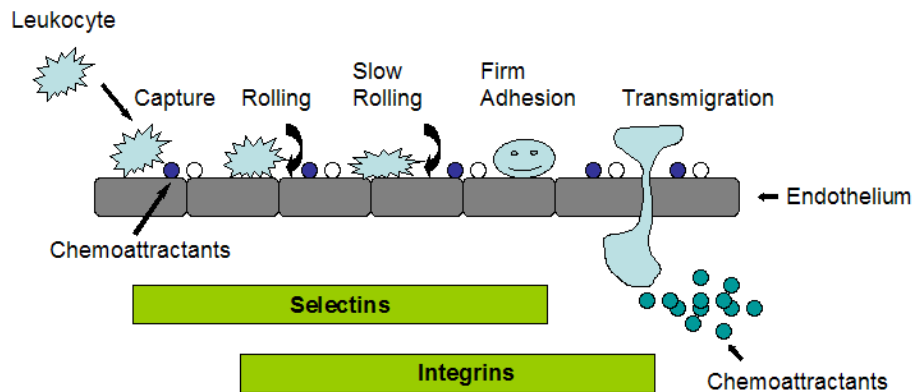 Leukocyte
Capture
Rolling
Slow
Rolling
Firm
Adhesion
Transmigration
Endothelium
Chemoattractants
Selectins
Integrins
Chemoattractants